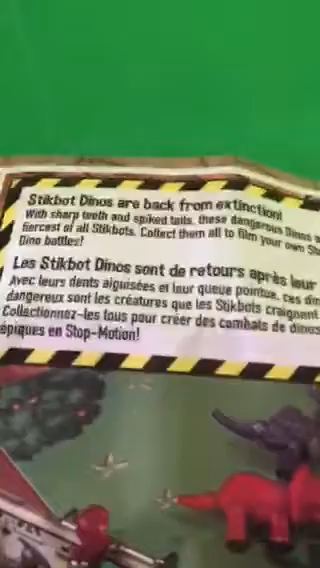 Stikbot Dinos are back from extinction!
With sharp teeth and spiked tails, these dangerous Dinos a
fiercest of all Stikbots. Collect them all to film your own Sto
Dino battles!
Les Stikbot Dinos sont de retours après leur
Avec leurs dents aiguisées et leur queue pointue, ces din
dangereux sont les créatures que les Stikbots craignent
Collectionnez-les tous pour créer des combats de dinos
épiques en Stop-Motion!